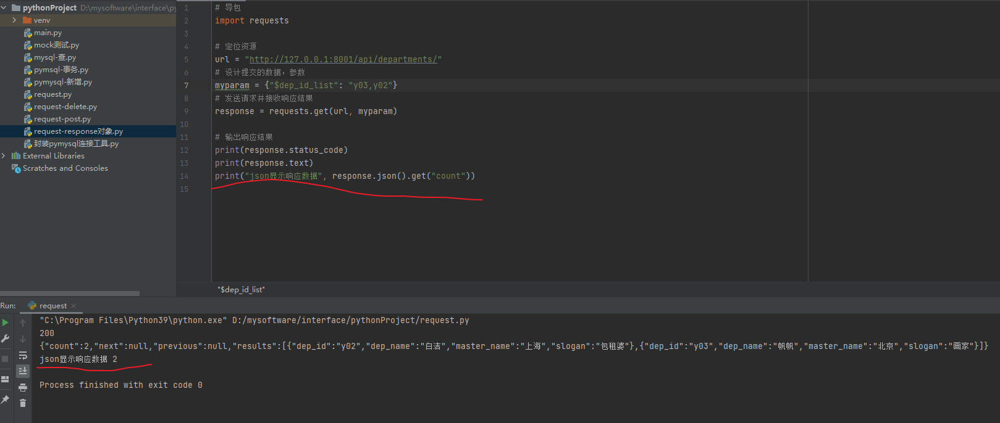 pythonProject D:\mysoftware\interface\py
venv
main.py
mock测试.py
mysql-查.py
pymsql-事务.py
pymysql-新增.py
request.py
request-delete.py
request-post.py
request-response对象.py
封装pymysql连接工具.py
External Libraries
Scratches and Consoles
1 # 导包
2 import requests
3
4 # 定位资源
5 url = "http://127.0.0.1:8001/api/departments/"
6 # 设计提交的数据，参数
7 myparam = {"$dep_id_list": "y03,y02"}
8 # 发送请求并接收响应结果
9 response = requests.get(url, myparam)
10
11 # 输出响应结果
12 print(response.status_code)
13 print(response.text)
14 print("json显示响应数据", response.json().get("count"))
15
"$dep_id_list"
Run: request
"C:\Program Files\Python39\python.exe" D:/mysoftware/interface/pythonProject/request.py
200
{"count":2,"next":null,"previous":null,"results":[{"dep_id":"y02","dep_name":"白洁","master_name":"上海","slogan":"包租婆"},{"dep_id":"y03","dep_name":"帆帆","master_name":"北京","slogan":"画家"}]}
json显示响应数据 2
Process finished with exit code 0